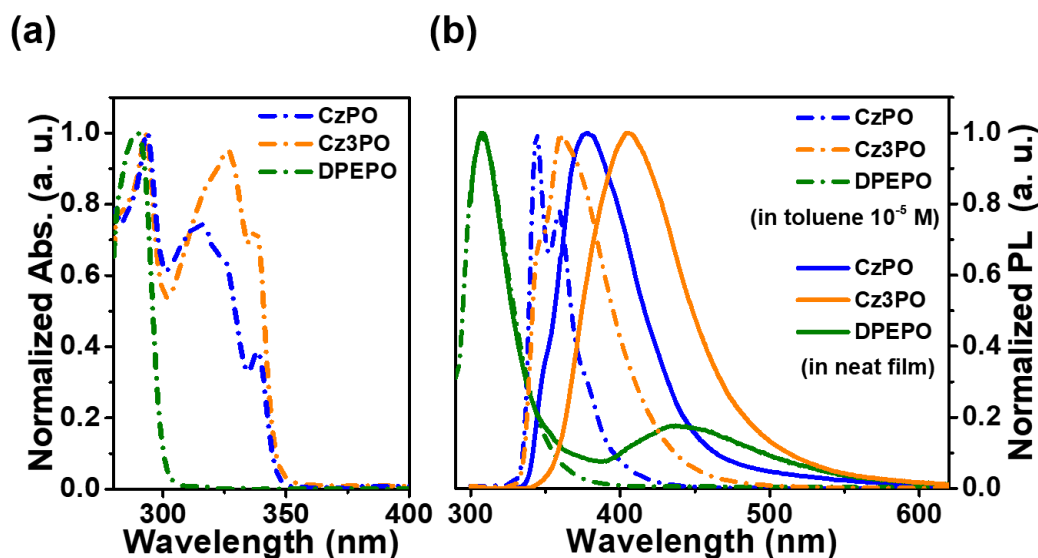 (a)
(b)
CzPO
Cz3PO
DPEPO
1.0
0.8
0.6
0.4
0.2
0.0
Normalized Abs. (a. u.)
300
350
400
Wavelength (nm)
CzPO
Cz3PO
DPEPO
(in toluene 10⁻⁵ M)
CzPO
Cz3PO
DPEPO
(in neat film)
300
400
500
600
Wavelength (nm)
1.0
0.8
0.6
0.4
0.2
0.0
Normalized PL (a. u.)